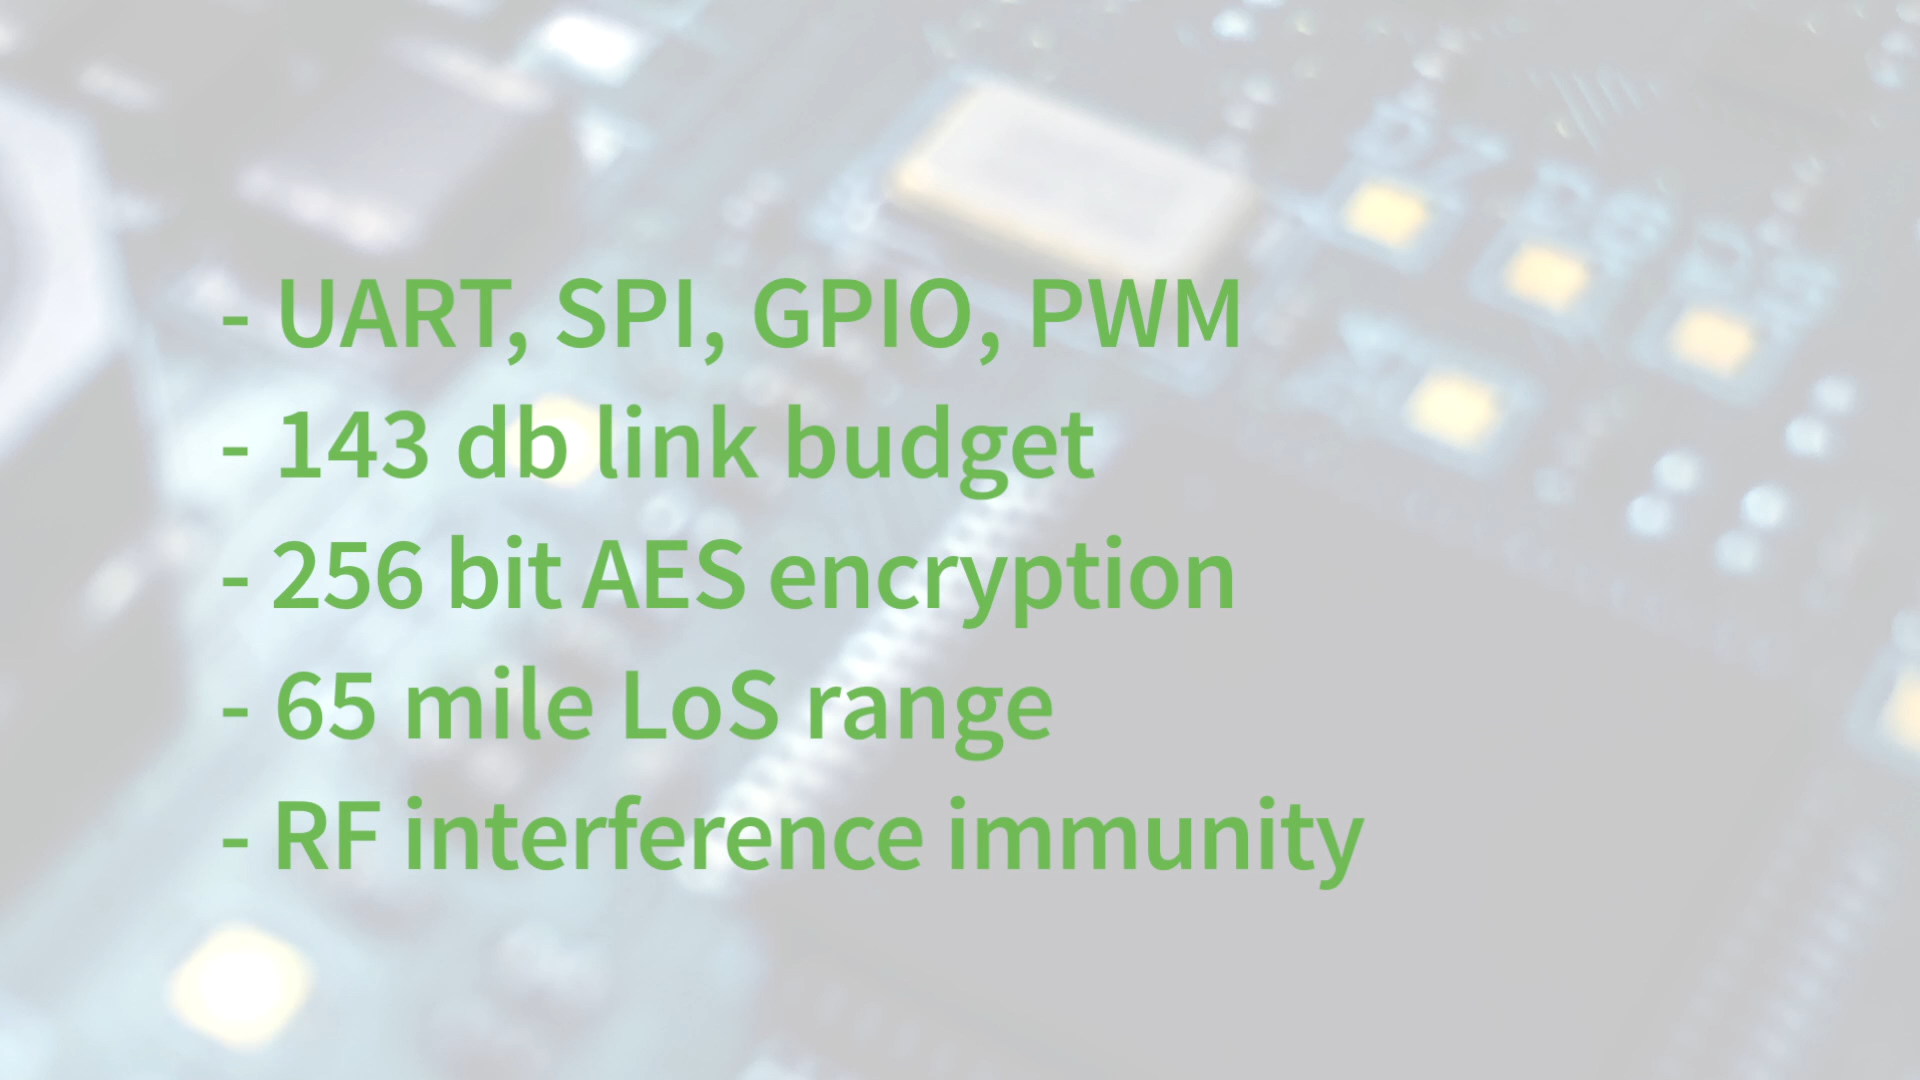 - UART, SPI, GPIO, PWM
- 143 db link budget
- 256 bit AES encryption
- 65 mile LoS range
- RF interference immunity